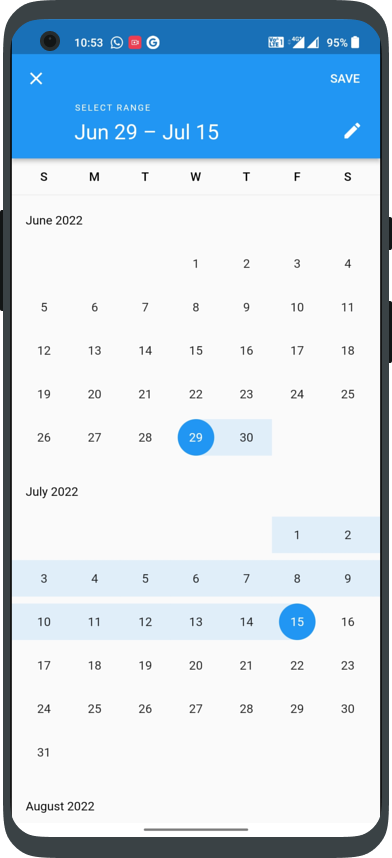 10:53 95%
SAVE
SELECT RANGE
Jun 29 – Jul 15
S M T W T F S
June 2022
1 2 3 4
5 6 7 8 9 10 11
12 13 14 15 16 17 18
19 20 21 22 23 24 25
26 27 28 29 30
July 2022
1 2
3 4 5 6 7 8 9
10 11 12 13 14 15 16
17 18 19 20 21 22 23
24 25 26 27 28 29 30
31
August 2022